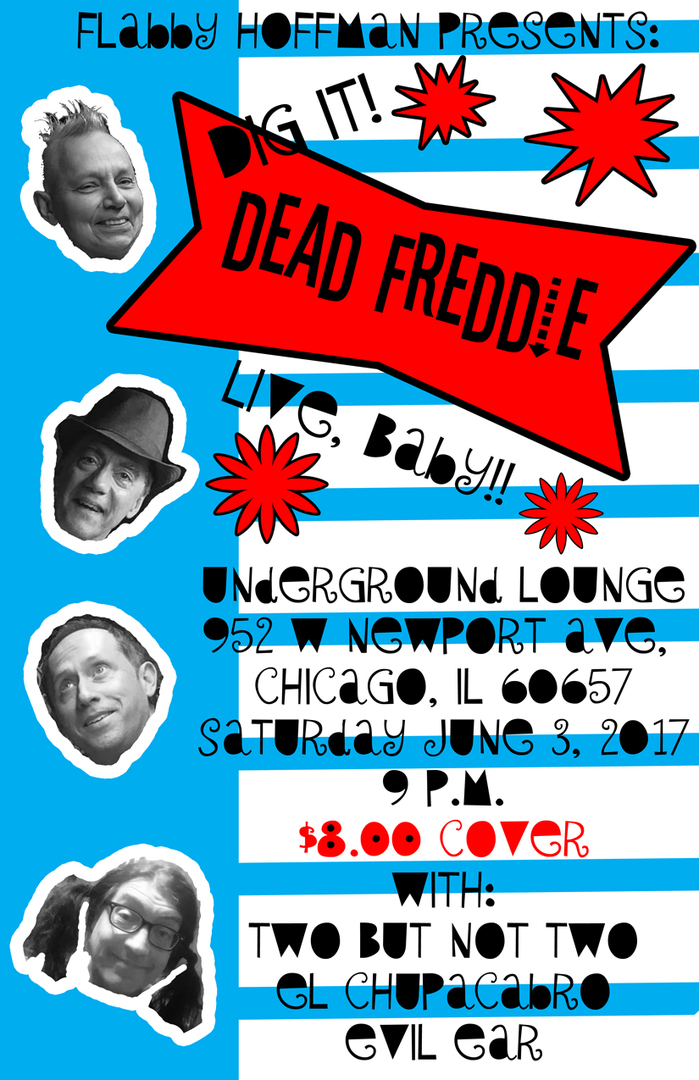 Flabby HOFFMan PResenTs:
DIG IT!
DEAD FREDDIE
LIVe, Baby!!
UndeRGROUnd LOUNGE
952 W NeWPORT aVe,
CHICaGO, IL 60657
SaTURday JUNE 3, 2017
9 P.M.
$8.00 COVeR
WITH:
TWO BUT NOT TWO
eL CHUPacabRO
eVIL eaR